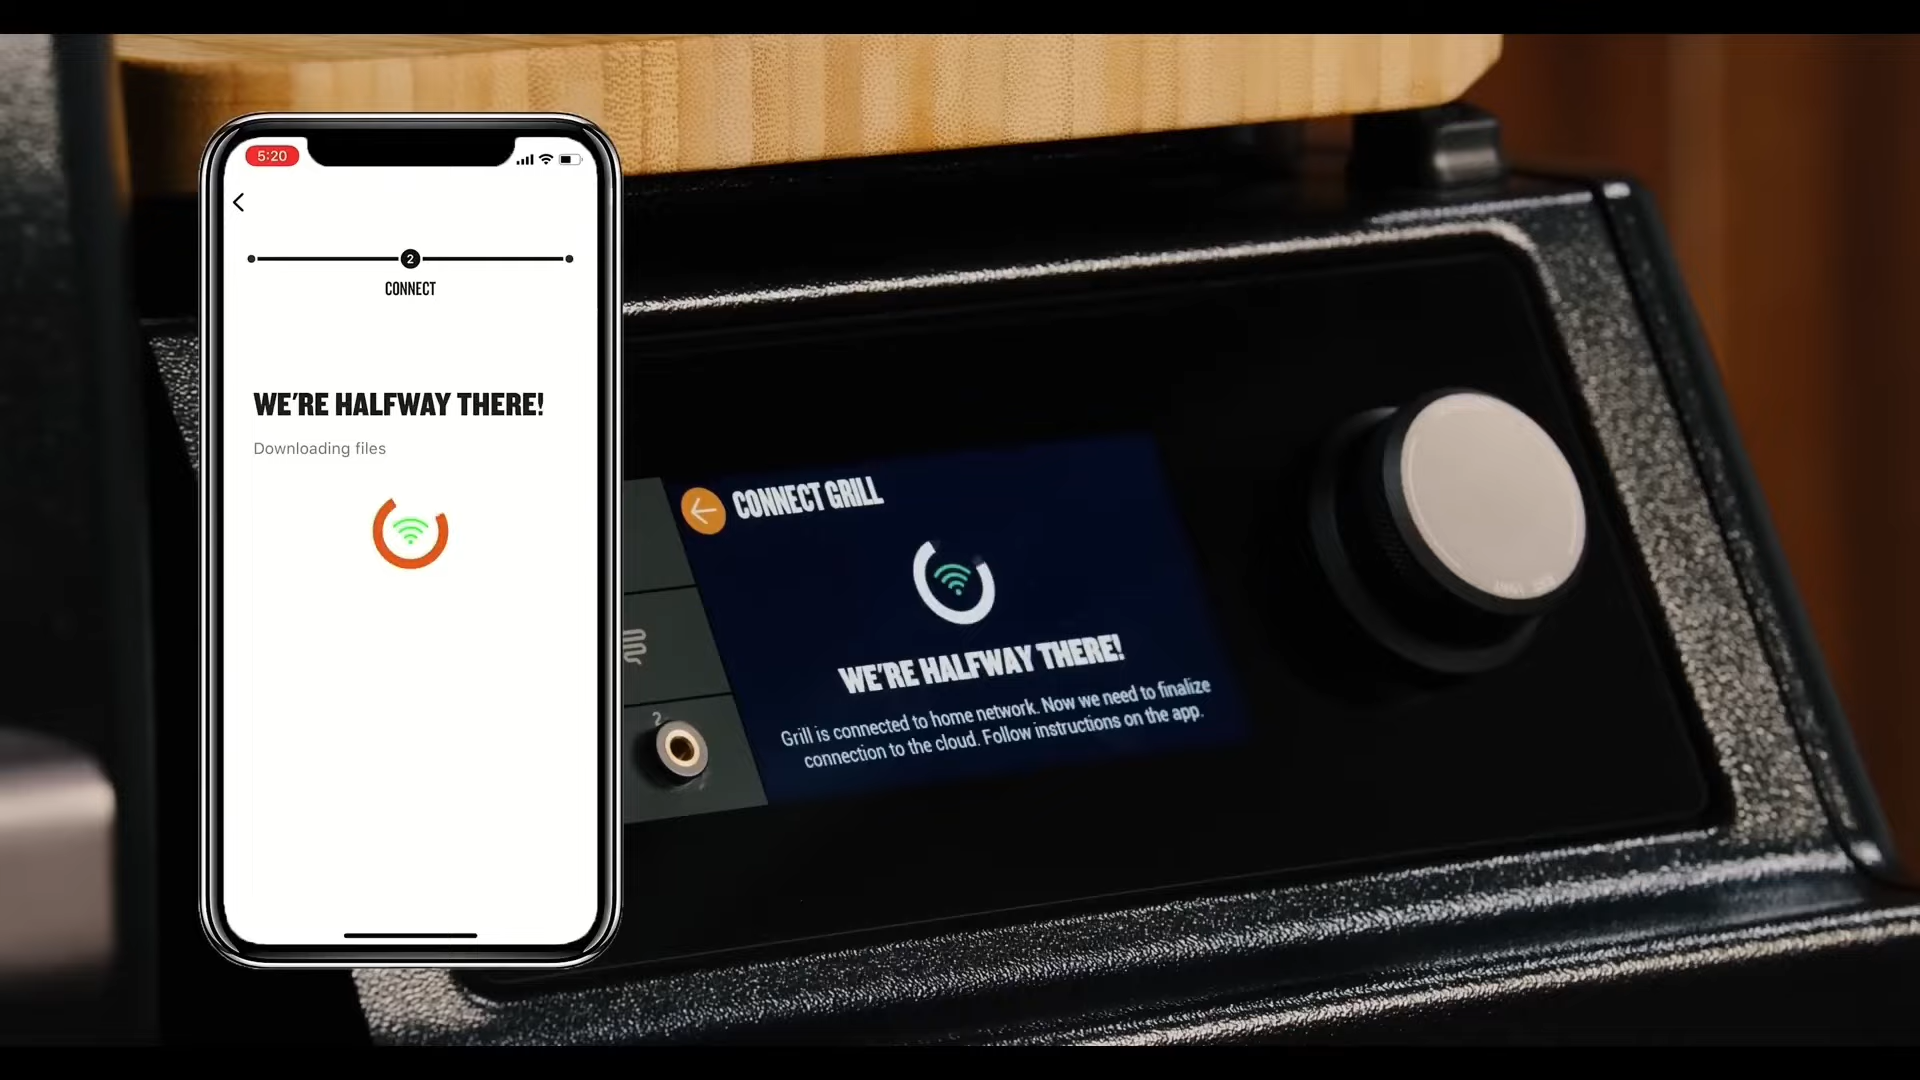 5:20
2
CONNECT
WE'RE HALFWAY THERE!
Downloading files
CONNECT GRILL
WE'RE HALFWAY THERE!
Grill is connected to home network. Now we need to finalize
connection to the cloud. Follow instructions on the app.
2